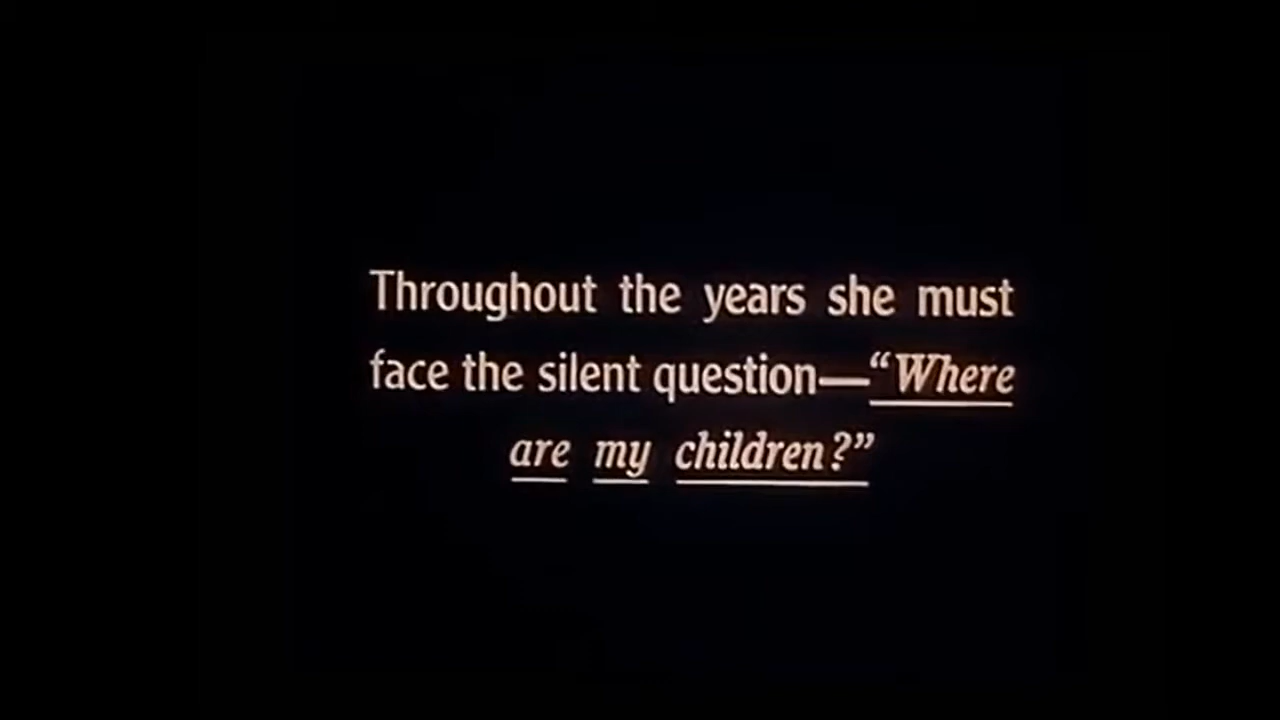 Throughout the years she must
face the silent question—“Where
are my children?”